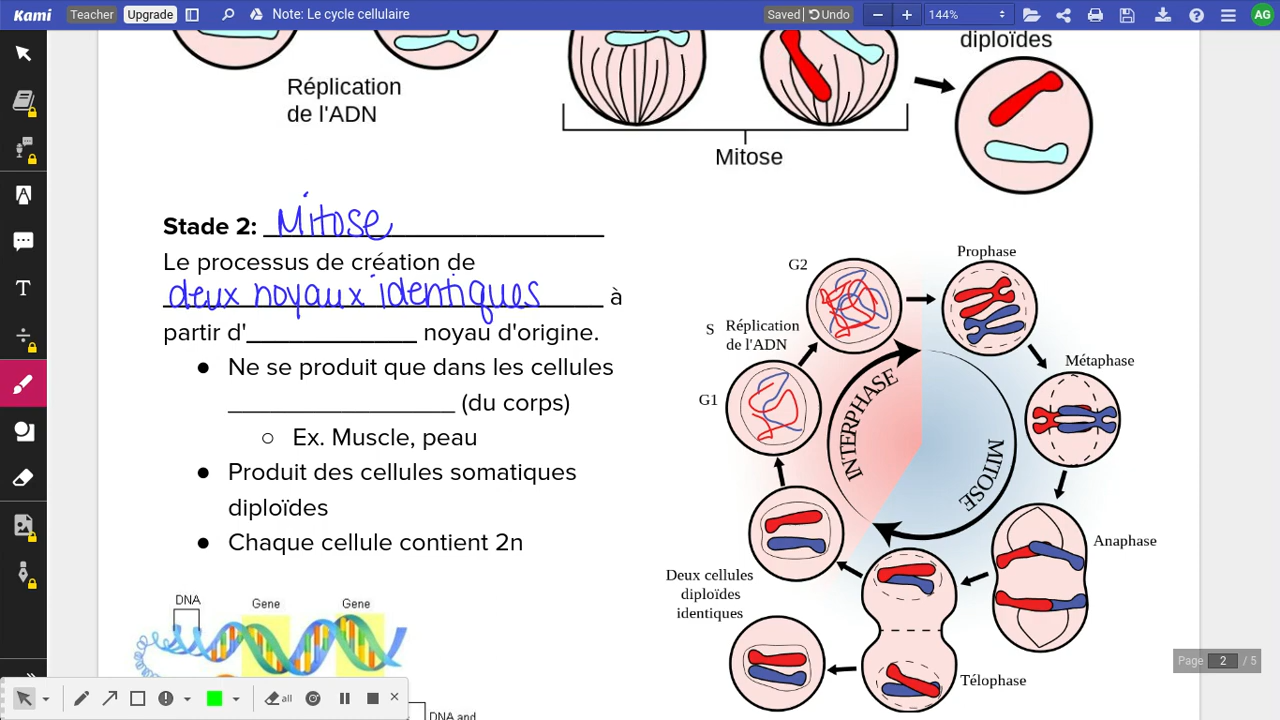 Kami
Teacher
Upgrade
Note: Le cycle cellulaire
Saved
Undo
144%
AG
diploïdes
Réplication
de l'ADN
Mitose
Stade 2: Mitose
Le processus de création de
deux noyaux identiques à
partir d'____________ noyau d'origine.
● Ne se produit que dans les cellules
________________ (du corps)
○ Ex. Muscle, peau
● Produit des cellules somatiques
diploïdes
● Chaque cellule contient 2n
G2
Prophase
S
Réplication
de l'ADN
Métaphase
G1
INTERPHASE
MITOSE
Anaphase
Deux cellules
diploïdes
identiques
Télophase
DNA
Gene
Gene
DNA and
all
Page 2 / 5